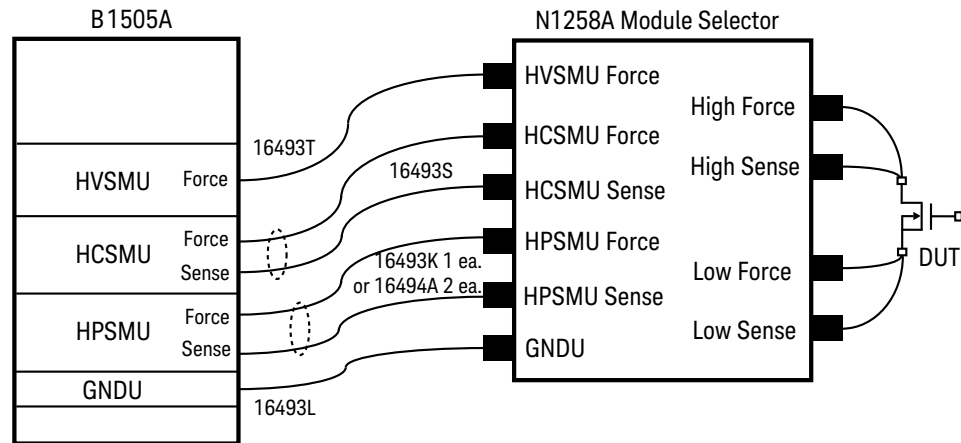 B1505A
N1258A Module Selector
HVSMU Force
HCSMU Force
Sense
HPSMU Force
Sense
GNDU
16493T
16493S
16493K 1 ea.
or 16494A 2 ea.
16493L
HVSMU Force
HCSMU Force
HCSMU Sense
HPSMU Force
HPSMU Sense
GNDU
High Force
High Sense
Low Force
Low Sense
DUT